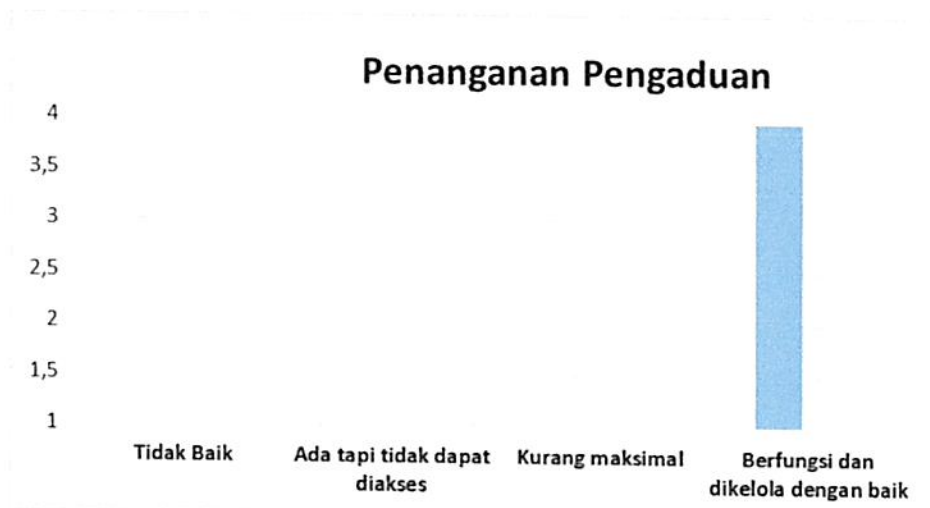 Penanganan Pengaduan
4
3,5
3
2,5
2
1,5
1
Tidak Baik
Ada tapi tidak dapat
diakses
Kurang maksimal
Berfungsi dan
dikelola dengan baik